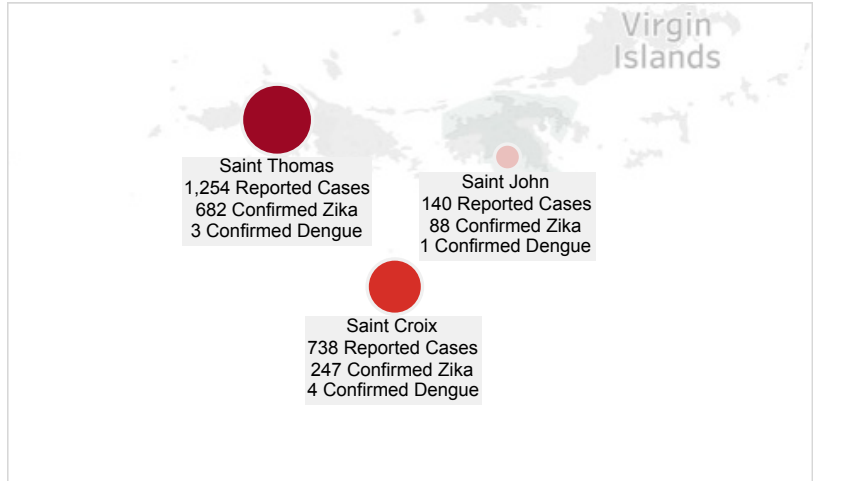 Virgin
Islands
Saint Thomas
1,254 Reported Cases
682 Confirmed Zika
3 Confirmed Dengue
Saint John
140 Reported Cases
88 Confirmed Zika
1 Confirmed Dengue
Saint Croix
738 Reported Cases
247 Confirmed Zika
4 Confirmed Dengue